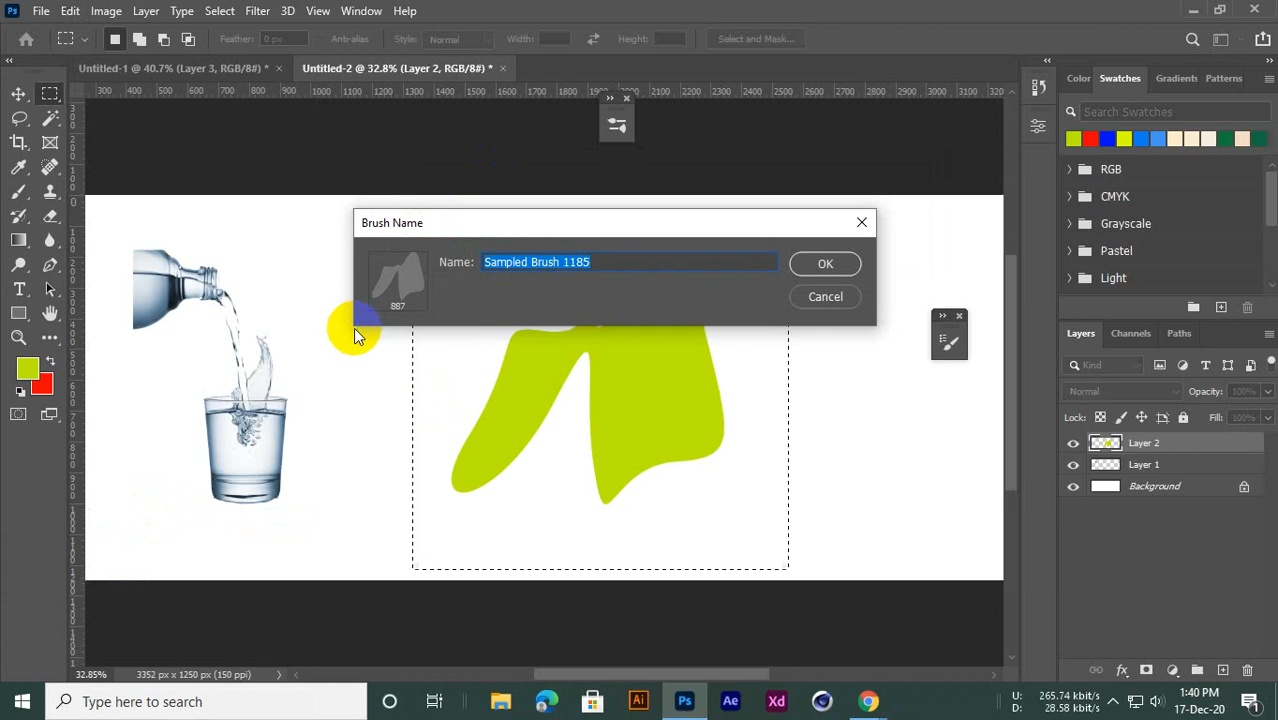 Ps File Edit Image Layer Type Select Filter 3D View Window Help
Feather: 0 px Anti-alias Style: Normal Width: Height: Select and Mask...
Untitled-1 @ 40.7% (Layer 3, RGB/8#) * × Untitled-2 @ 32.8% (Layer 2, RGB/8#) * ×
Color Swatches Gradients Patterns
300 400 500 600 700 800 900 1000 1100 1200 1300 1400 1500 1600 1700 1800 1900 2000 2100 2200 2300 2400 2500 2600 2700 2800 2900 3000 3100 320
Search Swatches
RGB
CMYK
Grayscale
Pastel
Light
Brush Name
Name: Sampled Brush 1185 OK
887 Cancel
Layers Channels Paths
Kind
Normal Opacity: 100%
Lock: Fill: 100%
Layer 2
Layer 1
Background
32.85% 3352 px x 1250 px (150 ppi)
Type here to search
Ai Ps Ae Xd
U: 265.74 kbit/s
D: 28.58 kbit/s
1:40 PM
17-Dec-20